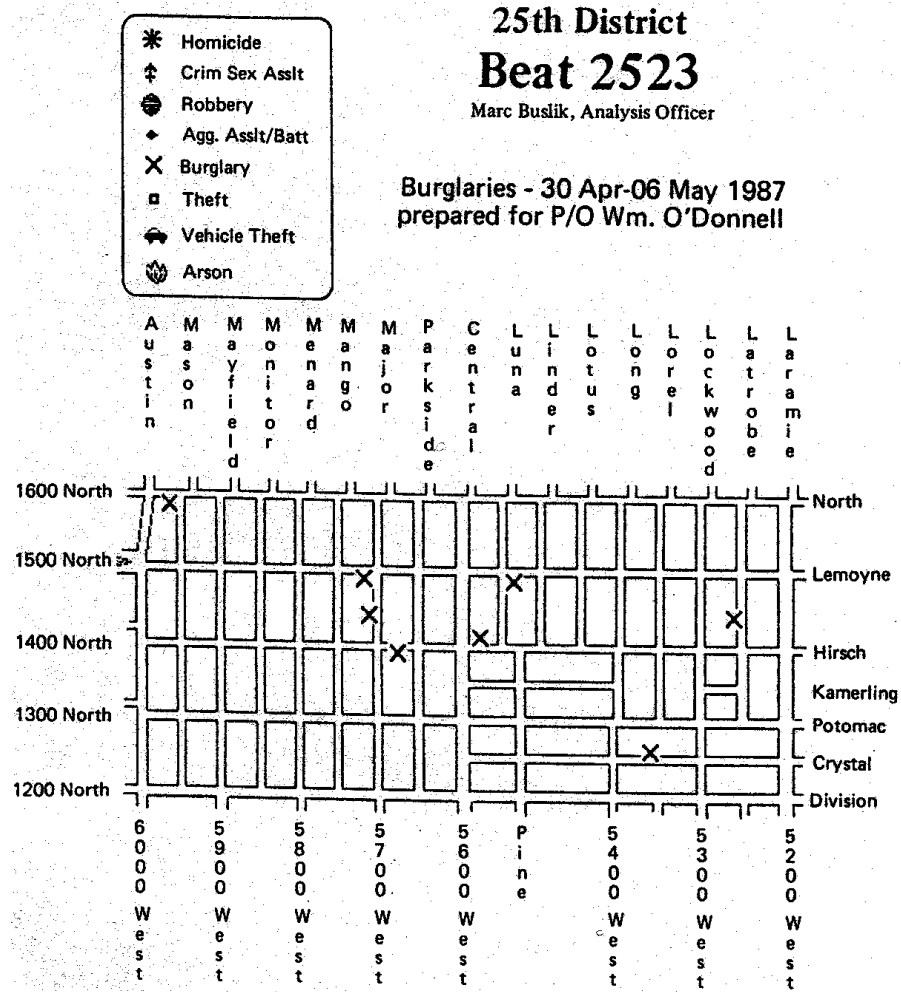 25th District
Beat 2523
Marc Buslik, Analysis Officer
Homicide
Crim Sex Asslt
Robbery
Agg. Asslt/Batt
Burglary
Theft
Vehicle Theft
Arson
Burglaries - 30 Apr-06 May 1987
prepared for P/O Wm. O'Donnell
Austin
Mason
Mayfield
Monitor
Menard
Mango
Major
Parkside
Central
Luna
Linder
Lotus
Long
Lorel
Lockwood
Latrobe
Laramie
1600 North
North
1500 North
Lemoyne
1400 North
Hirsch
Kamerling
1300 North
Potomac
Crystal
1200 North
Division
6000 West
5900 West
5800 West
5700 West
5600 West
Pine
5400 West
5300 West
5200 West